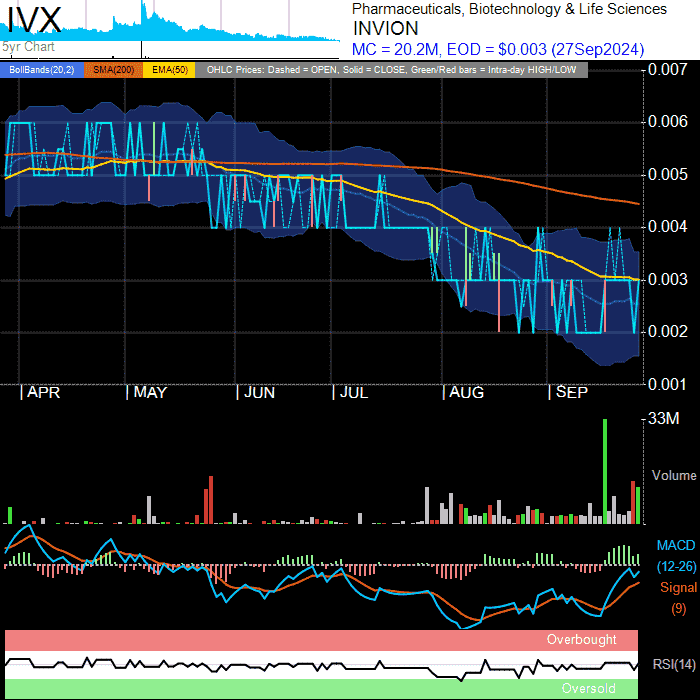 IVX
5yr Chart
Pharmaceuticals, Biotechnology & Life Sciences
INVION
MC = 20.2M, EOD = $0.003 (27Sep2024)
BollBands(20,2) SMA(200) EMA(50) OHLC Prices: Dashed = OPEN, Solid = CLOSE, Green/Red bars = Intra-day HIGH/LOW
0.007
0.006
0.005
0.004
0.003
0.002
0.001
APR MAY JUN JUL AUG SEP
33M
Volume
MACD
(12-26)
Signal
(9)
Overbought
RSI(14)
Oversold